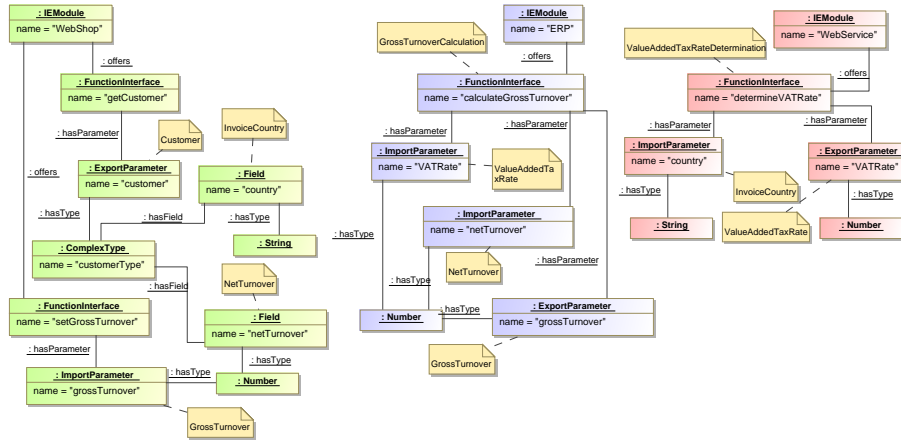 : IEModule
name = "WebShop"
: offers
: FunctionInterface
name = "getCustomer"
: hasParameter
Customer
InvoiceCountry
: offers
: ExportParameter
name = "customer"
: Field
name = "country"
: hasType
: hasField
: hasType
: String
: ComplexType
name = "customerType"
: hasField
NetTurnover
: FunctionInterface
name = "setGrossTurnover"
: Field
name = "netTurnover"
: hasParameter
: hasType
: hasType
: ImportParameter
name = "grossTurnover"
: Number
GrossTurnover
: IEModule
name = "ERP"
GrossTurnoverCalculation
: offers
: FunctionInterface
name = "calculateGrossTurnover"
: hasParameter
: hasParameter
: ImportParameter
name = "VATRate"
ValueAddedTa
xRate
: ImportParameter
name = "netTurnover"
: hasType
NetTurnover
: hasParameter
: hasType
: hasType
: Number
: ExportParameter
name = "grossTurnover"
GrossTurnover
: IEModule
name = "WebService"
ValueAddedTaxRateDetermination
: offers
: FunctionInterface
name = "determineVATRate"
: hasParameter
: hasParameter
: ImportParameter
name = "country"
: ExportParameter
name = "VATRate"
: hasType
InvoiceCountry
: hasType
: String
ValueAddedTaxRate
: Number